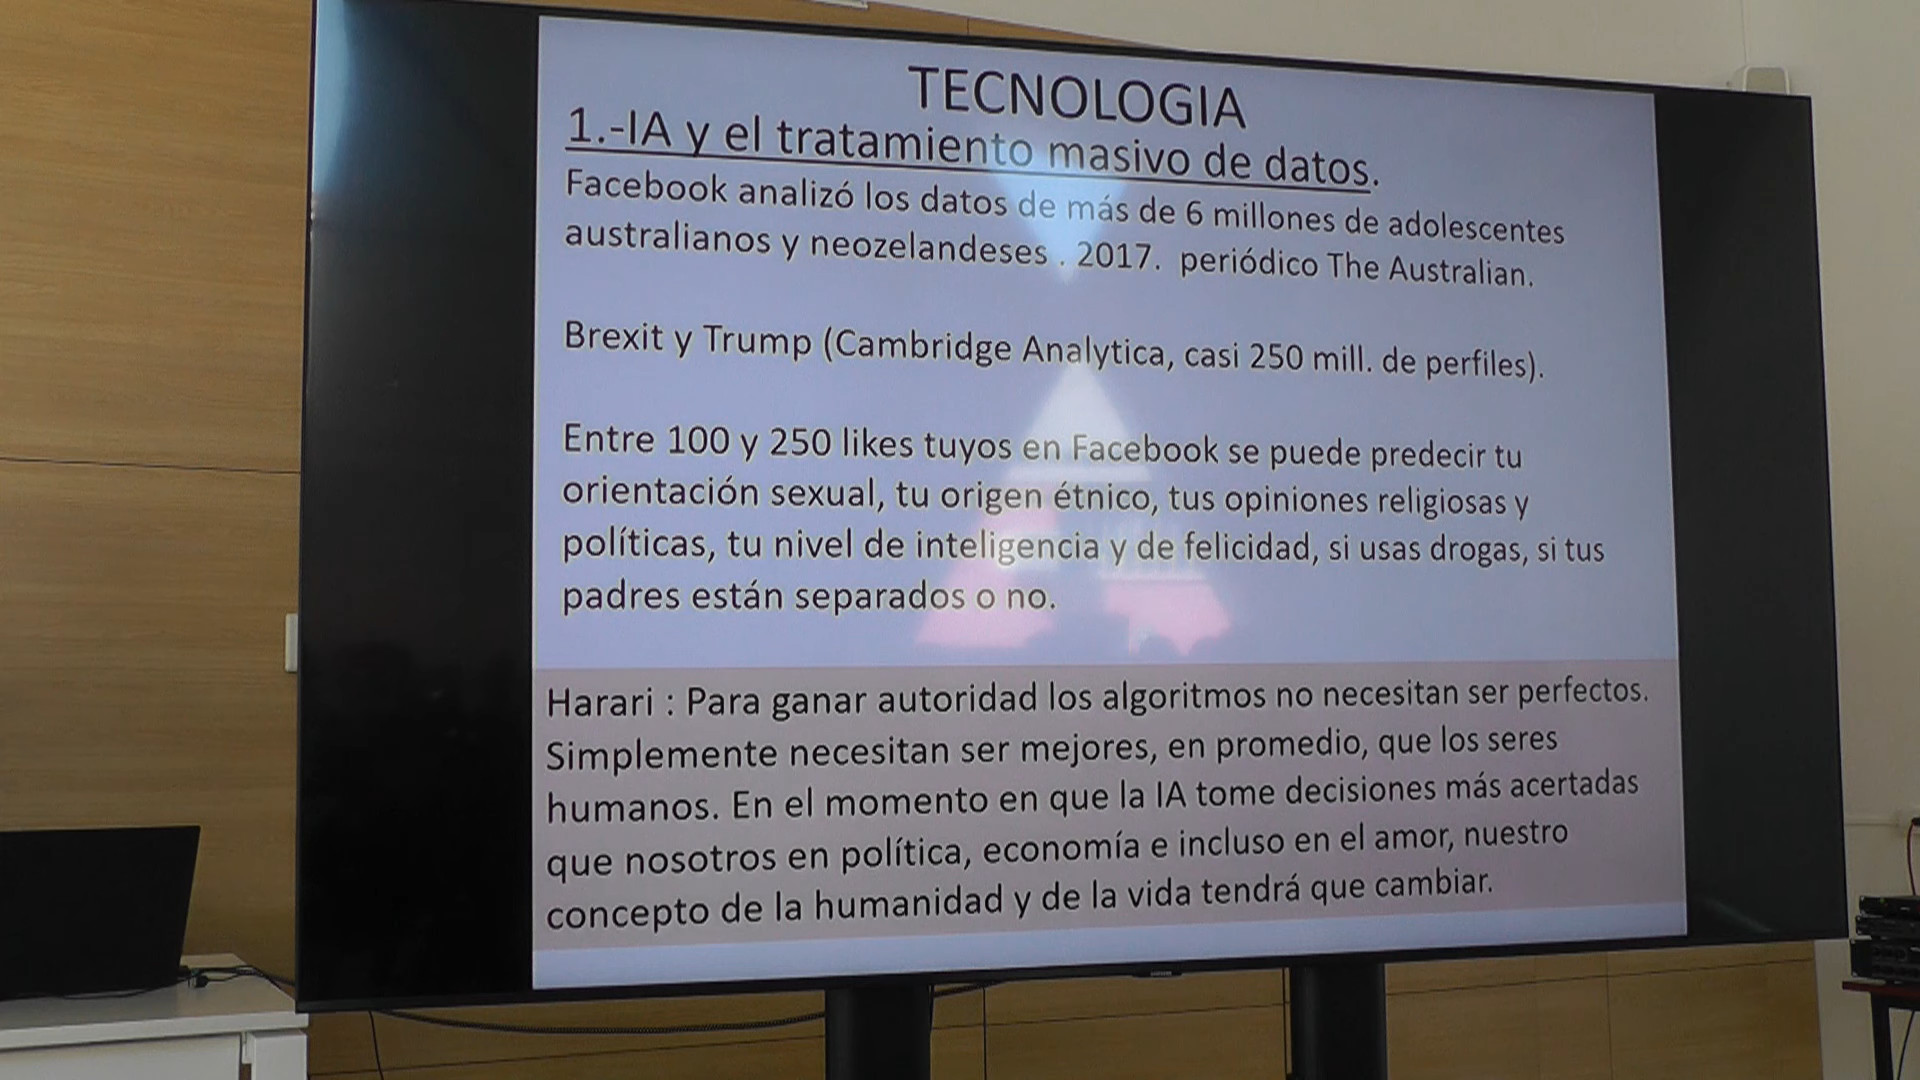 TECNOLOGIA
1.-IA y el tratamiento masivo de datos.
Facebook analizó los datos de más de 6 millones de adolescentes
australianos y neozelandeses . 2017. periódico The Australian.
Brexit y Trump (Cambridge Analytica, casi 250 mill. de perfiles).
Entre 100 y 250 likes tuyos en Facebook se puede predecir tu
orientación sexual, tu origen étnico, tus opiniones religiosas y
políticas, tu nivel de inteligencia y de felicidad, si usas drogas, si tus
padres están separados o no.
Harari : Para ganar autoridad los algoritmos no necesitan ser perfectos.
Simplemente necesitan ser mejores, en promedio, que los seres
humanos. En el momento en que la IA tome decisiones más acertadas
que nosotros en política, economía e incluso en el amor, nuestro
concepto de la humanidad y de la vida tendrá que cambiar.